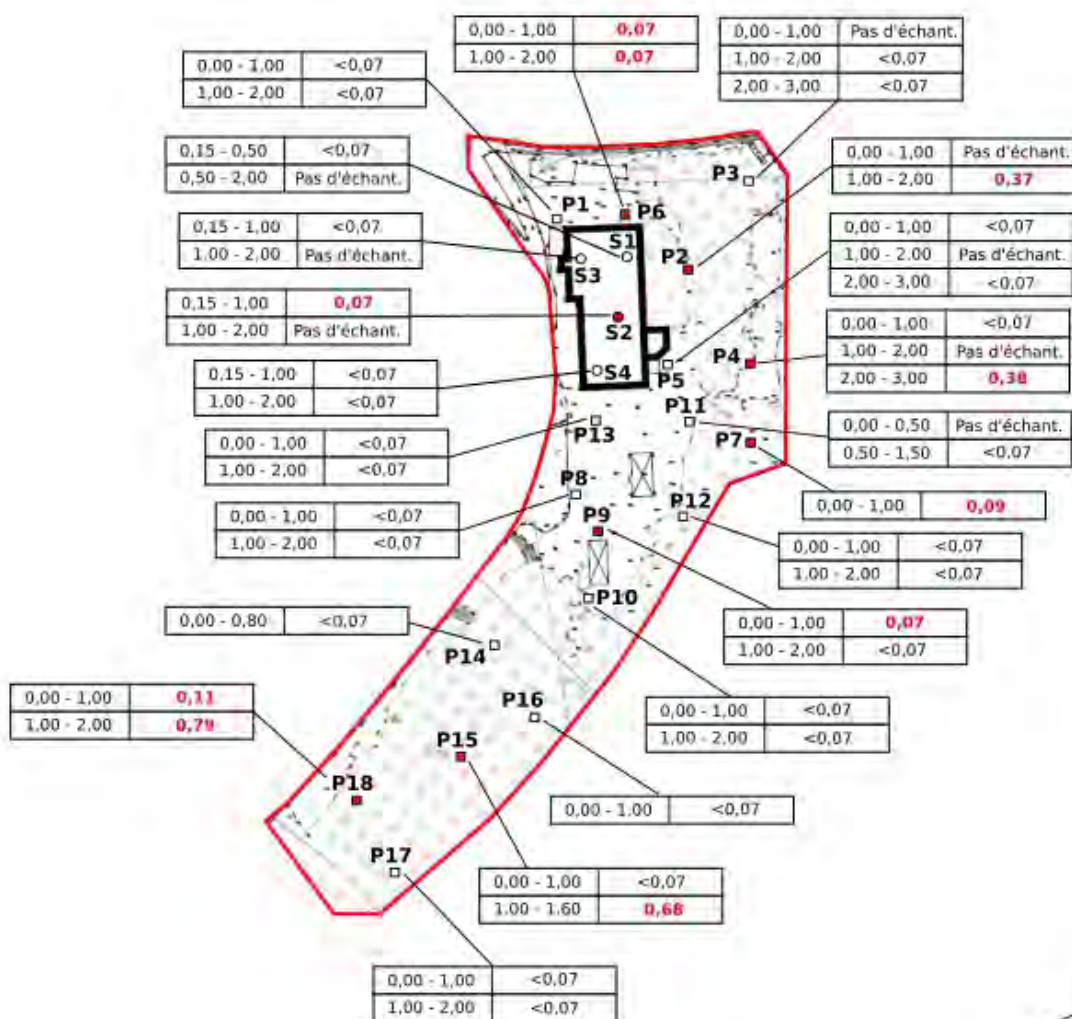 0,00 - 1,00 0,07
1,00 - 2,00 0,07
0,00 - 1,00 Pas d'échant.
1,00 - 2,00 <0,07
2,00 - 3,00 <0,07
0,00 - 1,00 <0,07
1,00 - 2,00 <0,07
0,15 - 0,50 <0,07
0,50 - 2,00 Pas d'échant.
0,00 - 1,00 Pas d'échant.
1,00 - 2,00 0,37
P3
P1
P6
0,15 - 1,00 <0,07
1,00 - 2,00 Pas d'échant.
S1
S3
P2
0,00 - 1,00 <0,07
1,00 - 2,00 Pas d'échant.
2,00 - 3,00 <0,07
0,15 - 1,00 0,07
1,00 - 2,00 Pas d'échant.
S2
0,00 - 1,00 <0,07
1,00 - 2,00 Pas d'échant.
2,00 - 3,00 0,38
P4
S4
P5
0,15 - 1,00 <0,07
1,00 - 2,00 <0,07
P11
0,00 - 0,50 Pas d'échant.
0,50 - 1,50 <0,07
P13
P7
0,00 - 1,00 <0,07
1,00 - 2,00 <0,07
P8
P12
0,00 - 1,00 0,09
0,00 - 1,00 <0,07
1,00 - 2,00 <0,07
P9
0,00 - 1,00 <0,07
1,00 - 2,00 <0,07
P10
0,00 - 0,80 <0,07
0,00 - 1,00 0,07
1,00 - 2,00 <0,07
P14
0,00 - 1,00 0,11
1,00 - 2,00 0,79
P16
0,00 - 1,00 <0,07
1,00 - 2,00 <0,07
P15
P18
0,00 - 1,00 <0,07
P17
0,00 - 1,00 <0,07
1,00 - 1,60 0,68
0,00 - 1,00 <0,07
1,00 - 2,00 <0,07